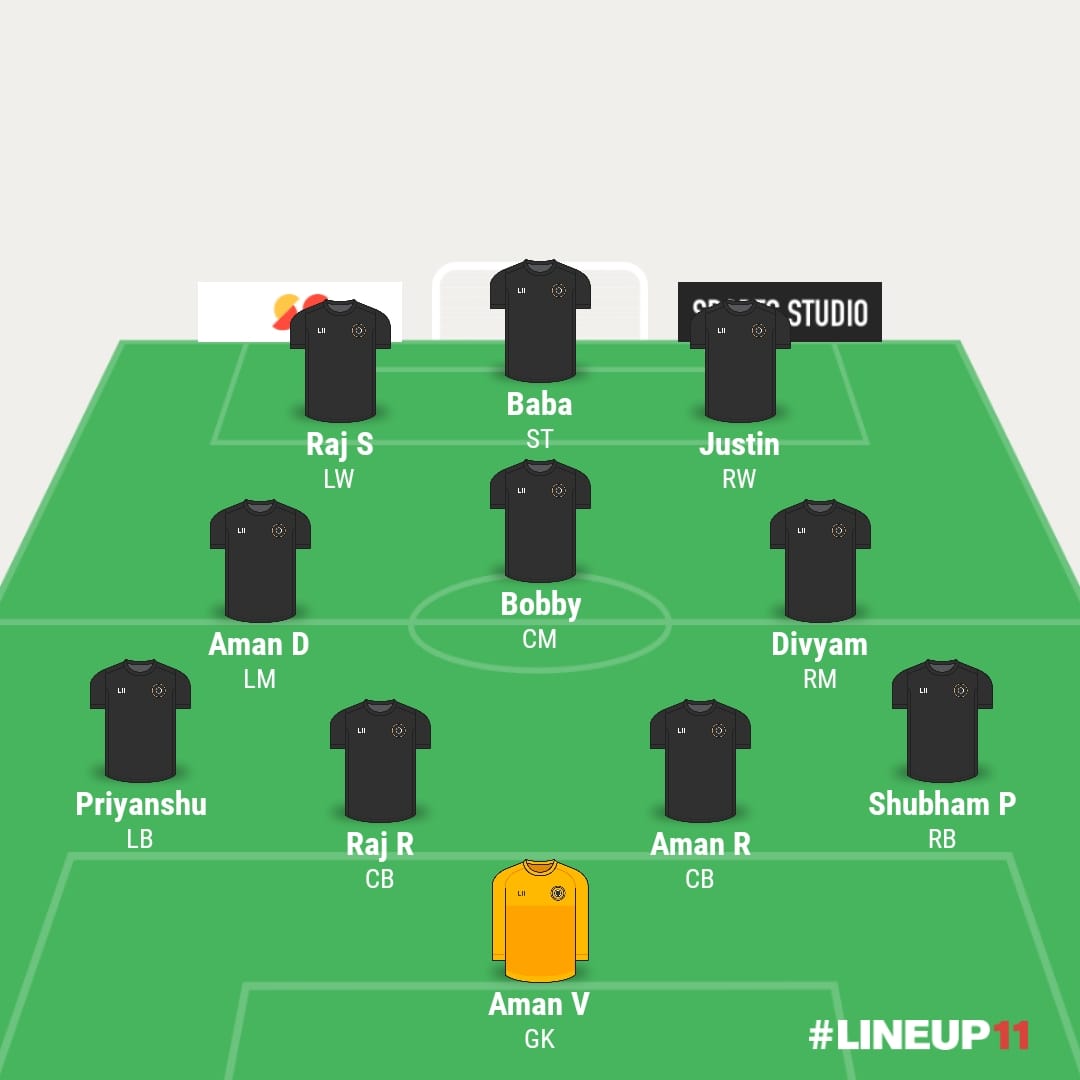 SPORTS STUDIO
Baba
ST
Raj S
LW
Justin
RW
Bobby
CM
Aman D
LM
Divyam
RM
Priyanshu
LB
Shubham P
RB
Raj R
CB
Aman R
CB
Aman V
GK
#LINEUP11